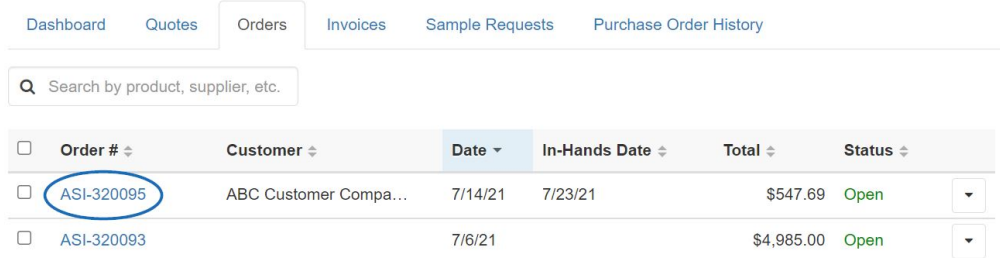 Dashboard Quotes Orders Invoices Sample Requests Purchase Order History
Search by product, supplier, etc.
Order # Customer Date In-Hands Date Total Status
ASI-320095 ABC Customer Compa... 7/14/21 7/23/21 $547.69 Open
ASI-320093 7/6/21 $4,985.00 Open